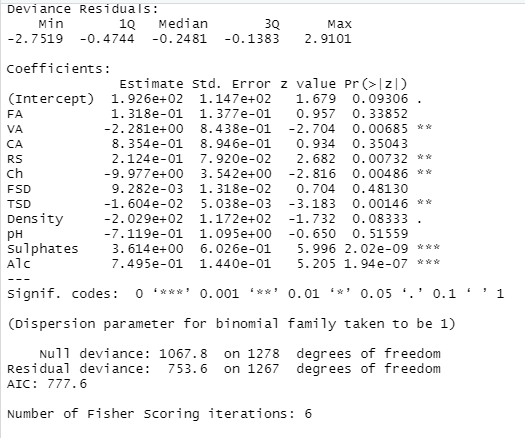 Deviance Residuals:
    Min       1Q   Median       3Q      Max
-2.7519  -0.4744  -0.2481  -0.1383   2.9101

Coefficients:
              Estimate Std. Error z value Pr(>|z|)
(Intercept)  1.926e+02  1.147e+02   1.679  0.09306 .
FA           1.318e-01  1.377e-01   0.957  0.33852
VA          -2.281e+00  8.438e-01  -2.704  0.00685 **
CA           8.354e-01  8.946e-01   0.934  0.35043
RS           2.124e-01  7.920e-02   2.682  0.00732 **
Ch          -9.977e+00  3.542e+00  -2.816  0.00486 **
FSD          9.282e-03  1.318e-02   0.704  0.48130
TSD         -1.604e-02  5.038e-03  -3.183  0.00146 **
Density     -2.029e+02  1.172e+02  -1.732  0.08333 .
pH          -7.119e-01  1.095e+00  -0.650  0.51559
Sulphates    3.614e+00  6.026e-01   5.996 2.02e-09 ***
Alc          7.495e-01  1.440e-01   5.205 1.94e-07 ***
---
Signif. codes:  0 ‘***’ 0.001 ‘**’ 0.01 ‘*’ 0.05 ‘.’ 0.1 ‘ ’ 1

(Dispersion parameter for binomial family taken to be 1)

    Null deviance: 1067.8  on 1278  degrees of freedom
Residual deviance:  753.6  on 1267  degrees of freedom
AIC: 777.6

Number of Fisher Scoring iterations: 6